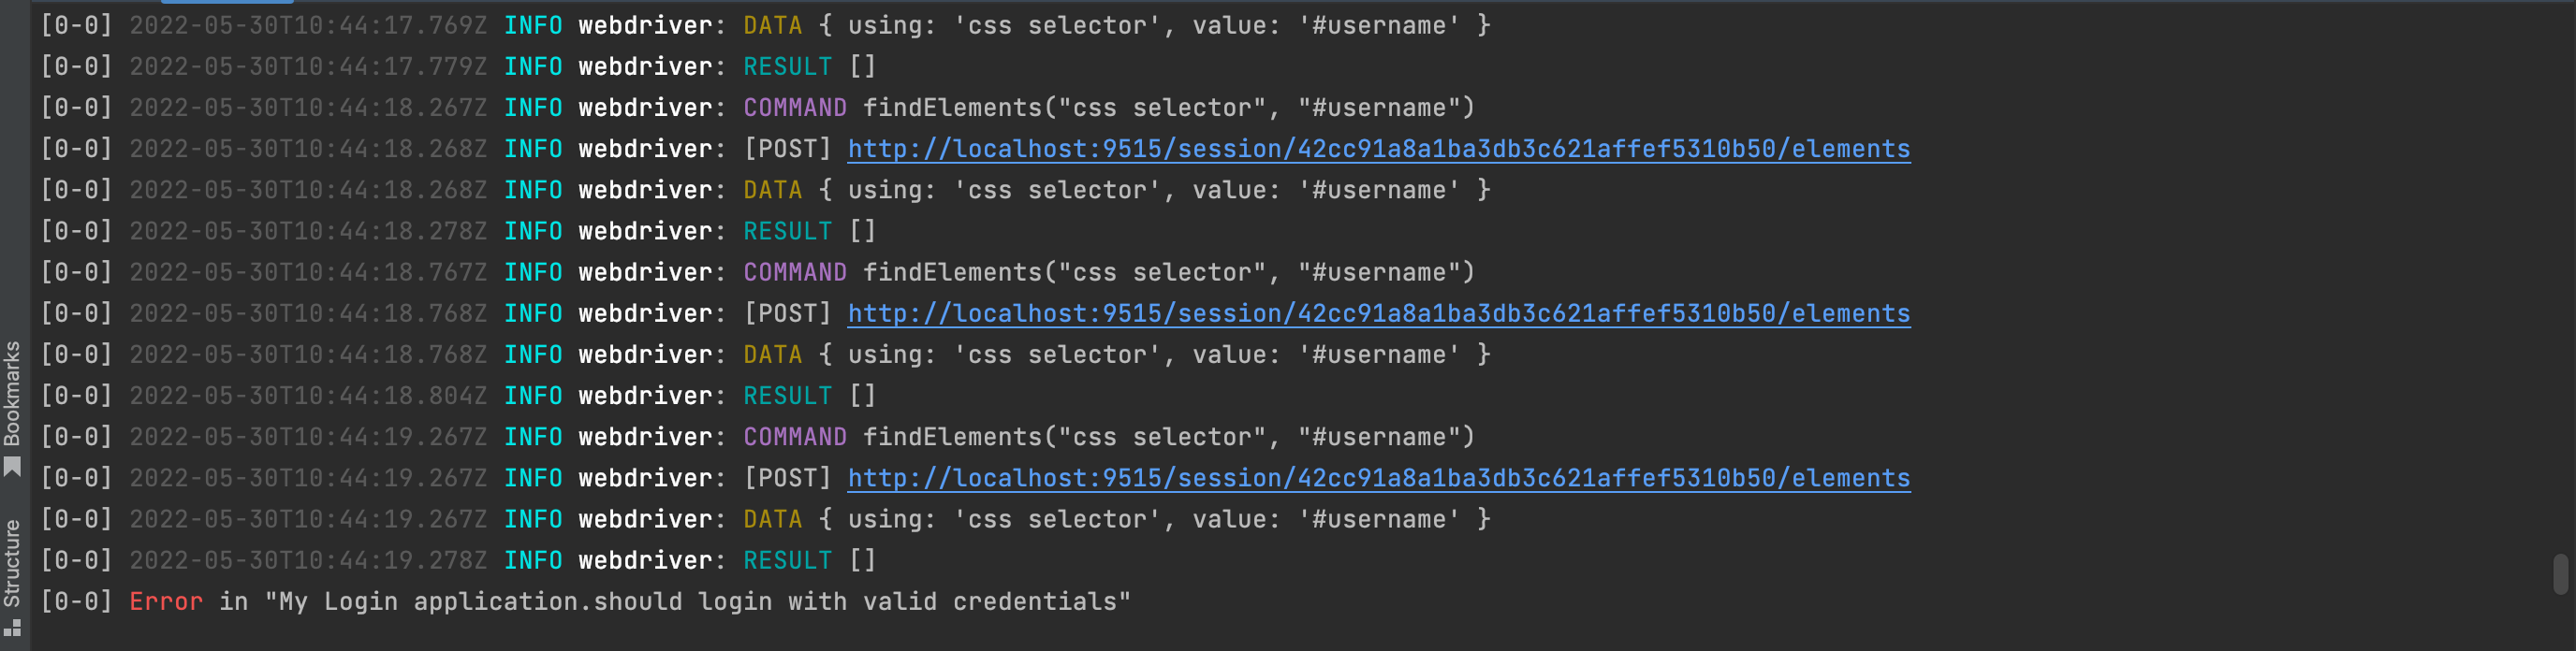 [0-0] 2022-05-30T10:44:17.769Z INFO webdriver: DATA { using: 'css selector', value: '#username' }
[0-0] 2022-05-30T10:44:17.779Z INFO webdriver: RESULT []
[0-0] 2022-05-30T10:44:18.267Z INFO webdriver: COMMAND findElements("css selector", "#username")
[0-0] 2022-05-30T10:44:18.268Z INFO webdriver: [POST] http://localhost:9515/session/42cc91a8a1ba3db3c621affef5310b50/elements
[0-0] 2022-05-30T10:44:18.268Z INFO webdriver: DATA { using: 'css selector', value: '#username' }
[0-0] 2022-05-30T10:44:18.278Z INFO webdriver: RESULT []
[0-0] 2022-05-30T10:44:18.767Z INFO webdriver: COMMAND findElements("css selector", "#username")
[0-0] 2022-05-30T10:44:18.768Z INFO webdriver: [POST] http://localhost:9515/session/42cc91a8a1ba3db3c621affef5310b50/elements
[0-0] 2022-05-30T10:44:18.768Z INFO webdriver: DATA { using: 'css selector', value: '#username' }
[0-0] 2022-05-30T10:44:18.804Z INFO webdriver: RESULT []
[0-0] 2022-05-30T10:44:19.267Z INFO webdriver: COMMAND findElements("css selector", "#username")
[0-0] 2022-05-30T10:44:19.267Z INFO webdriver: [POST] http://localhost:9515/session/42cc91a8a1ba3db3c621affef5310b50/elements
[0-0] 2022-05-30T10:44:19.267Z INFO webdriver: DATA { using: 'css selector', value: '#username' }
[0-0] 2022-05-30T10:44:19.278Z INFO webdriver: RESULT []
[0-0] Error in "My Login application.should login with valid credentials"
Bookmarks
Structure